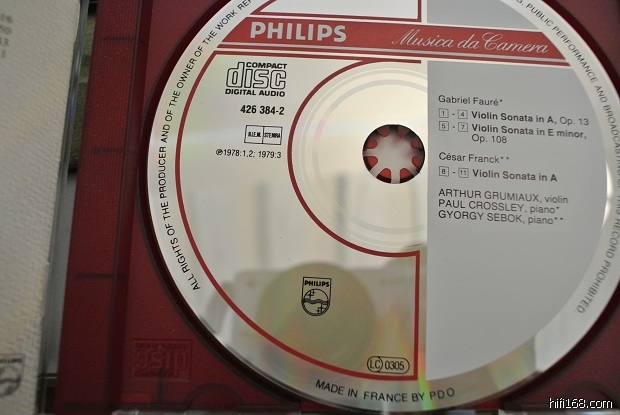 ALL RIGHTS OF THE PRODUCER AND OF THE OWNER OF THE WORK
PUBLIC PERFORMANCE AND BROADCASTING
RECORD PROHIBITED.
PHILIPS
Musica da Camera
COMPACT
disc
DIGITAL AUDIO
426 384-2
B.I.E.M. STEMRA
℗1978:1,2; 1979:3
Gabriel Fauré*
1 - 4 Violin Sonata in A, Op. 13
5 - 7 Violin Sonata in E minor,
Op. 108
César Franck**
8 - 11 Violin Sonata in A
ARTHUR GRUMIAUX, violin
PAUL CROSSLEY, piano*
GYORGY SEBOK, piano**
PHILIPS
LC 0305
MADE IN FRANCE BY PDO
disc
hifi168.com